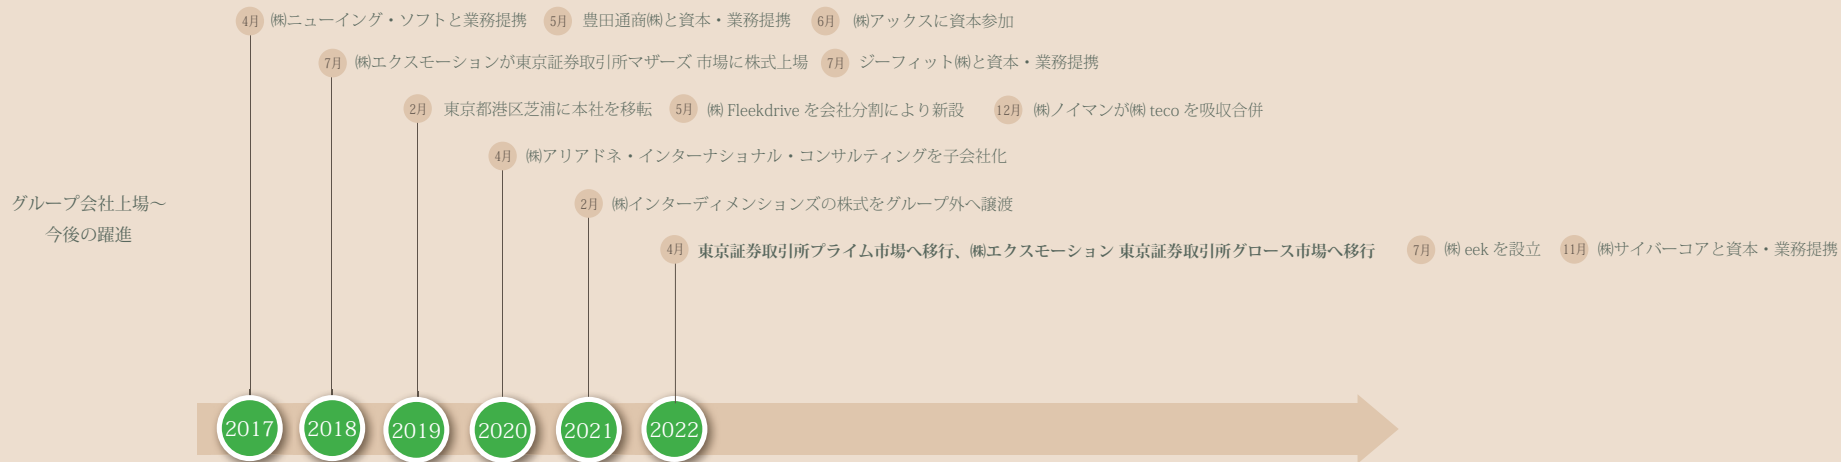 4月 ㈱ニューイング・ソフトと業務提携 5月 豊田通商㈱と資本・業務提携 6月 ㈱アックスに資本参加
7月 ㈱エクスモーションが東京証券取引所マザーズ 市場に株式上場 7月 ジーフィット㈱と資本・業務提携
2月 東京都港区芝浦に本社を移転 5月 ㈱ Fleekdrive を会社分割により新設 12月 ㈱ノイマンが㈱ teco を吸収合併
4月 ㈱アリアドネ・インターナショナル・コンサルティングを子会社化
グループ会社上場～
今後の躍進
2月 ㈱インターディメンションズの株式をグループ外へ譲渡
4月 東京証券取引所プライム市場へ移行、㈱エクスモーション 東京証券取引所グロース市場へ移行 7月 ㈱ eek を設立 11月 ㈱サイバーコアと資本・業務提携
2017 2018 2019 2020 2021 2022